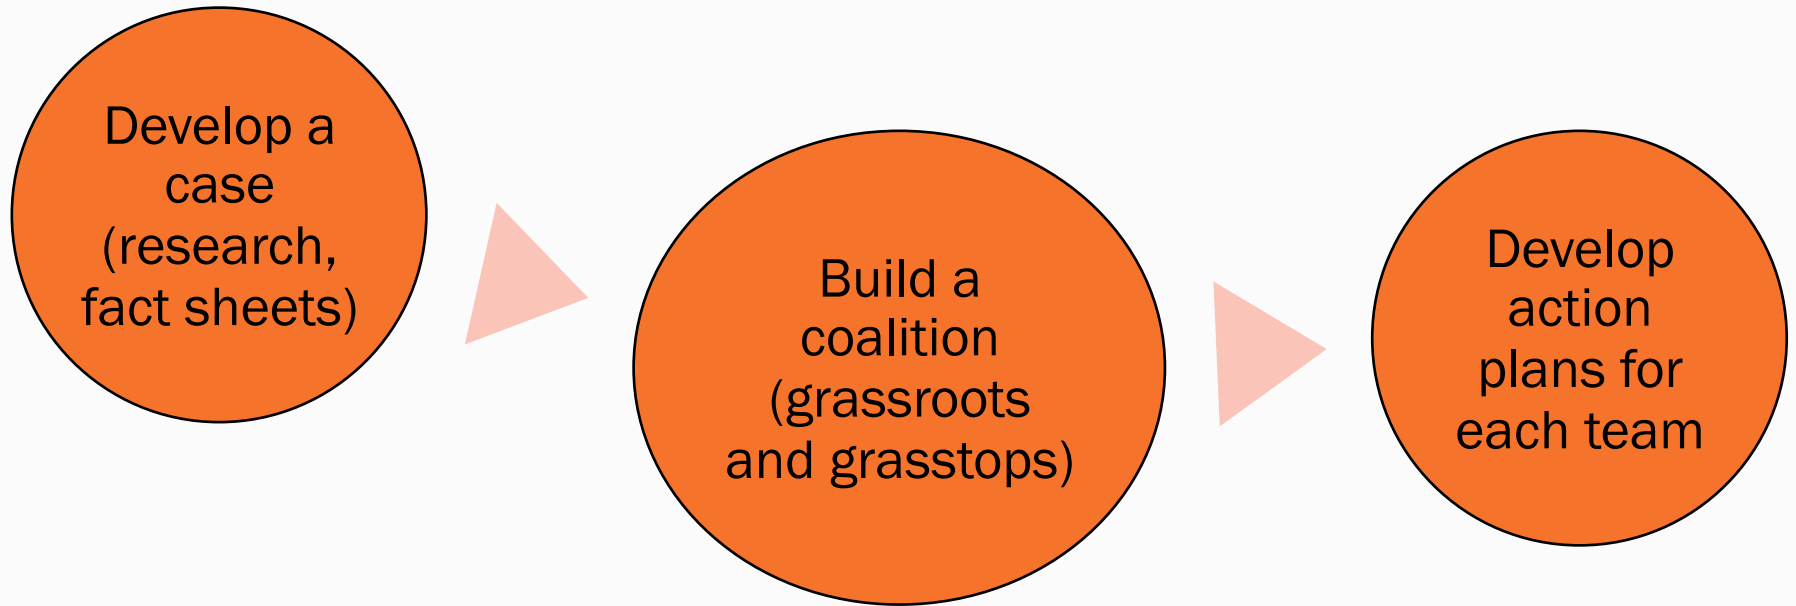 Develop a
case
(research,
fact sheets)
Build a
coalition
(grassroots
and grasstops)
Develop
action
plans for
each team